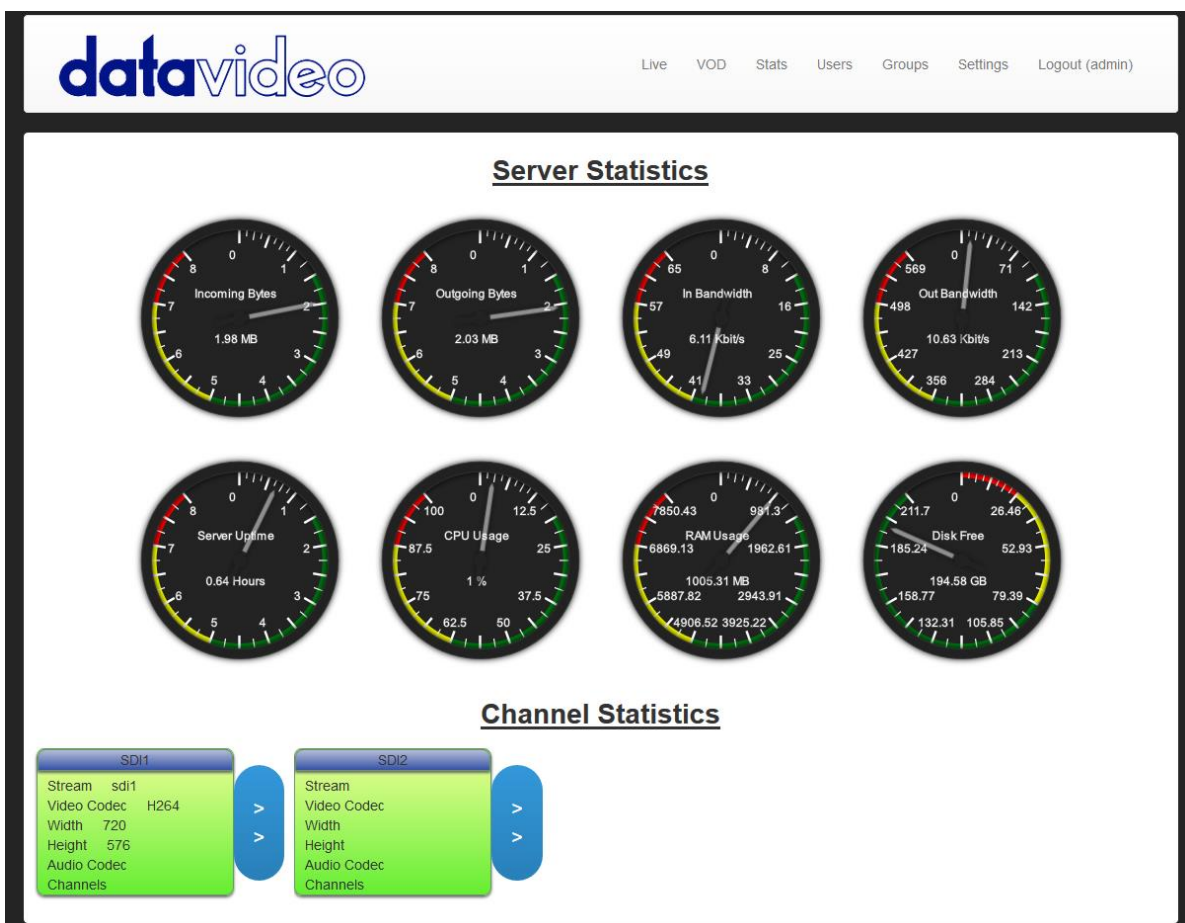 datavideo
Live VOD Stats Users Groups Settings Logout (admin)
Server Statistics
0 1 2 3 4 5 6 7 8
Incoming Bytes
1.98 MB
0 1 2 3 4 5 6 7 8
Outgoing Bytes
2.03 MB
0 8 16 25 33 41 49 57 65
In Bandwidth
6.11 Kbit/s
0 71 142 213 284 356 427 498 569
Out Bandwidth
10.63 Kbit/s
0 1 2 3 4 5 6 7 8
Server Uptime
0.64 Hours
0 12.5 25 37.5 50 62.5 75 87.5 100
CPU Usage
1 %
0 981.3 1962.61 2943.91 3925.22 4906.52 5887.82 6869.13 7850.43
RAM Usage
1005.31 MB
0 26.46 52.93 79.39 105.85 132.31 158.77 185.24 211.7
Disk Free
194.58 GB
Channel Statistics
SDI1
Stream sdi1
Video Codec H264
Width 720
Height 576
Audio Codec
Channels
>
>
SDI2
Stream
Video Codec
Width
Height
Audio Codec
Channels
>
>